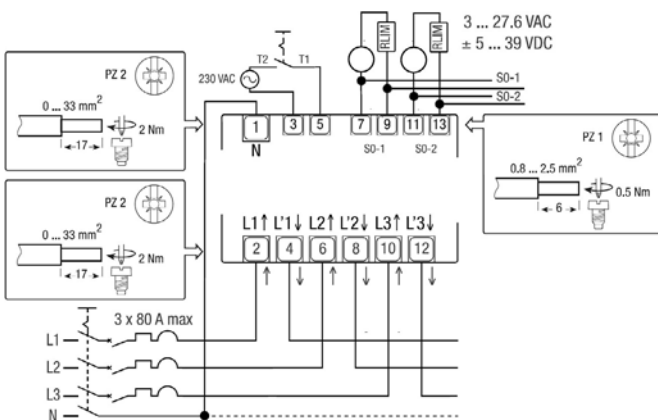 PZ 2
0 ... 33 mm²
2 Nm
17
PZ 2
0 ... 33 mm²
2 Nm
17
T2 T1
230 VAC
RLIM RLIM
3 ... 27.6 VAC
± 5 ... 39 VDC
S0-1
S0-2
1 3 5 7 9 11 13
N S0-1 S0-2
PZ 1
0.8 ... 2.5 mm²
0.5 Nm
6
L1↑ L'1↓ L2↑ L'2↓ L3↑ L'3↓
2 4 6 8 10 12
3 x 80 A max
L1
L2
L3
N